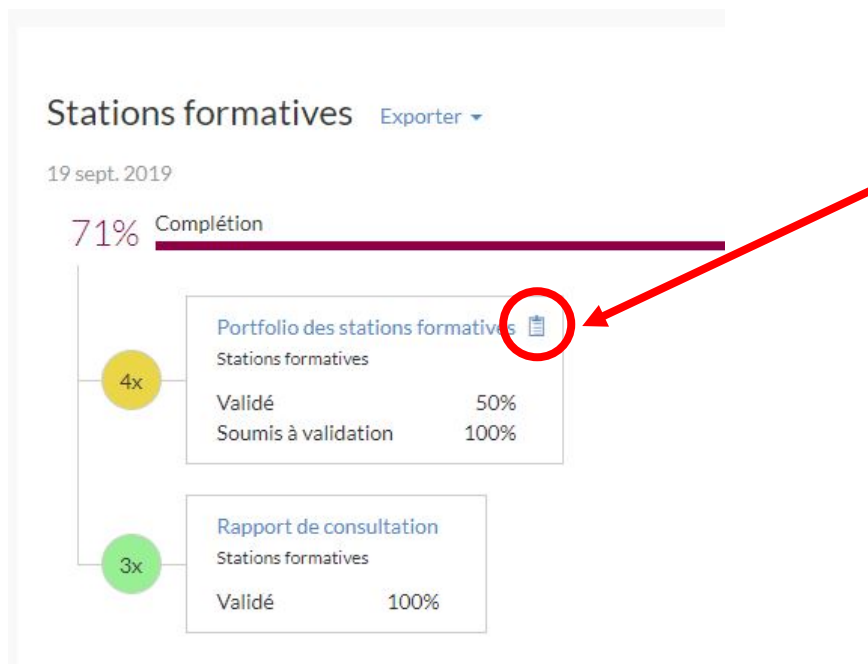 Stations formatives Exporter
19 sept. 2019
71% Complétion
Portfolio des stations formatives
Stations formatives
4x
Validé 50%
Soumis à validation 100%
Rapport de consultation
Stations formatives
3x
Validé 100%